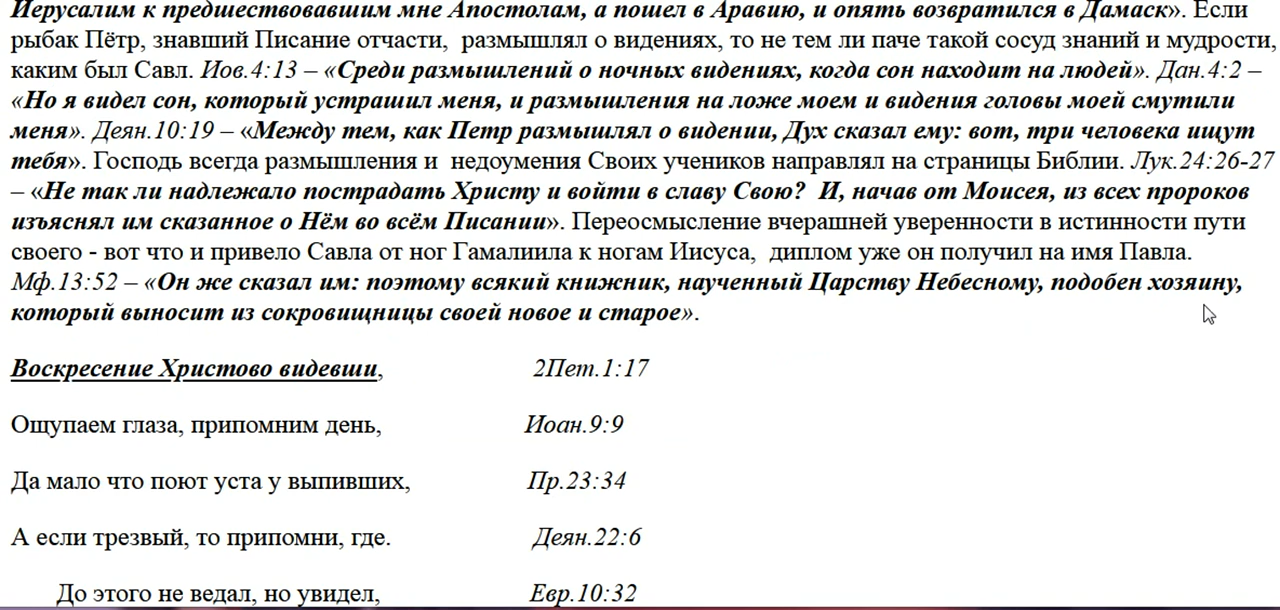 Иерусалим к предшествовавшим мне Апостолам, а пошел в Аравию, и опять возвратился в Дамаск». Если
рыбак Пётр, знавший Писание отчасти, размышлял о видениях, то не тем ли паче такой сосуд знаний и мудрости,
каким был Савл. Иов.4:13 – «Среди размышлений о ночных видениях, когда сон находит на людей». Дан.4:2 –
«Но я видел сон, который устрашил меня, и размышления на ложе моем и видения головы моей смутили
меня». Деян.10:19 – «Между тем, как Петр размышлял о видении, Дух сказал ему: вот, три человека ищут
тебя». Господь всегда размышления и недоумения Своих учеников направлял на страницы Библии. Лук.24:26-27
– «Не так ли надлежало пострадать Христу и войти в славу Свою? И, начав от Моисея, из всех пророков
изъяснял им сказанное о Нём во всём Писании». Переосмысление вчерашней уверенности в истинности пути
своего - вот что и привело Савла от ног Гамалиила к ногам Иисуса, диплом уже он получил на имя Павла.
Мф.13:52 – «Он же сказал им: поэтому всякий книжник, наученный Царству Небесному, подобен хозяину,
который выносит из сокровищницы своей новое и старое».
Воскресение Христово видевши, 2Пет.1:17
Ощупаем глаза, припомним день, Иоан.9:9
Да мало что поют уста у выпивших, Пр.23:34
А если трезвый, то припомни, где. Деян.22:6
До этого не ведал, но увидел, Евр.10:32